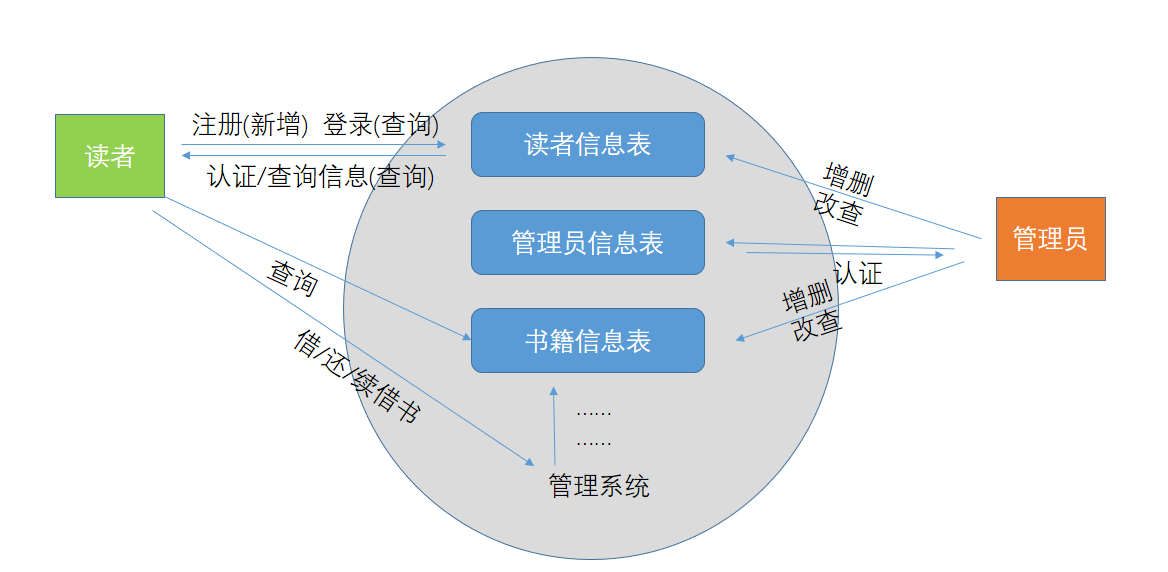 注册(新增) 登录(查询)
读者
认证/查询信息(查询)
读者信息表
增删
改查
管理员信息表
管理员
认证
查询
增删
改查
书籍信息表
借/还/续借书
……
……
管理系统